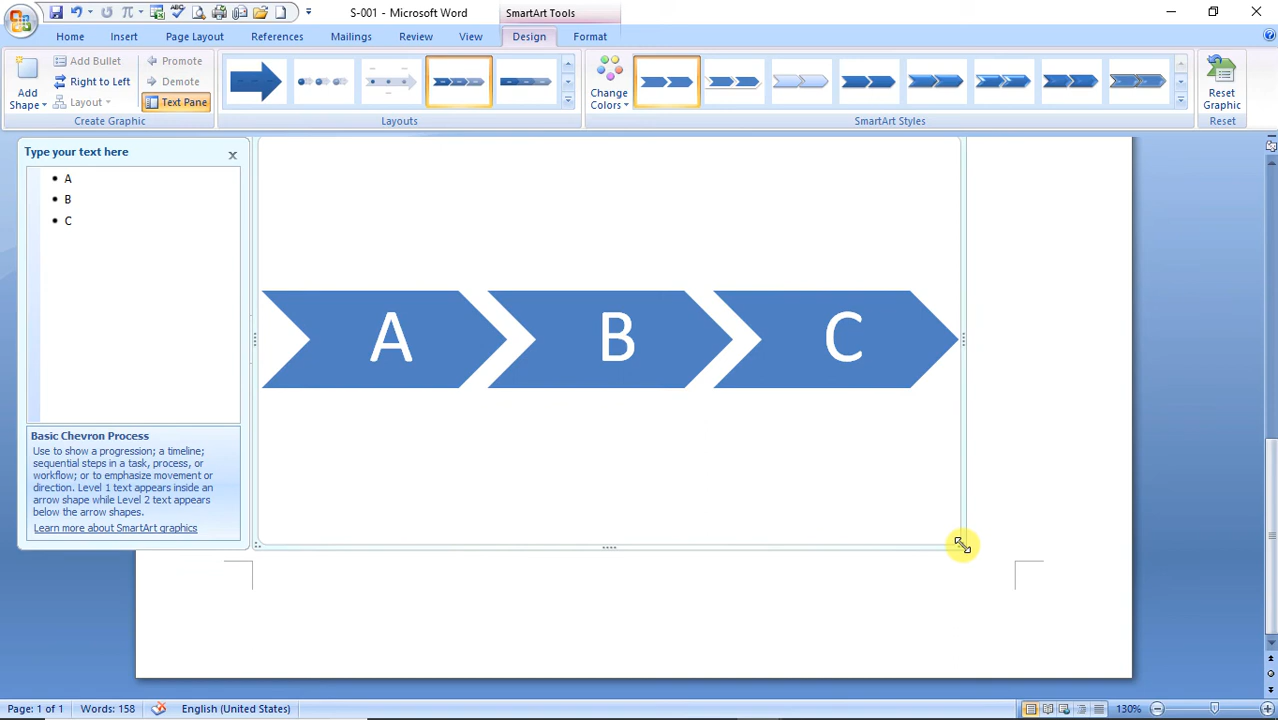 S-001 - Microsoft Word
SmartArt Tools
Home
Insert
Page Layout
References
Mailings
Review
View
Design
Format
Add Shape
Add Bullet
Right to Left
Layout
Promote
Demote
Text Pane
Create Graphic
Layouts
Change Colors
SmartArt Styles
Reset Graphic
Reset
Type your text here
A
B
C
Basic Chevron Process
Use to show a progression; a timeline;
sequential steps in a task, process, or
workflow; or to emphasize movement or
direction. Level 1 text appears inside an
arrow shape while Level 2 text appears
below the arrow shapes.
Learn more about SmartArt graphics
A
B
C
Page: 1 of 1
Words: 158
English (United States)
130%